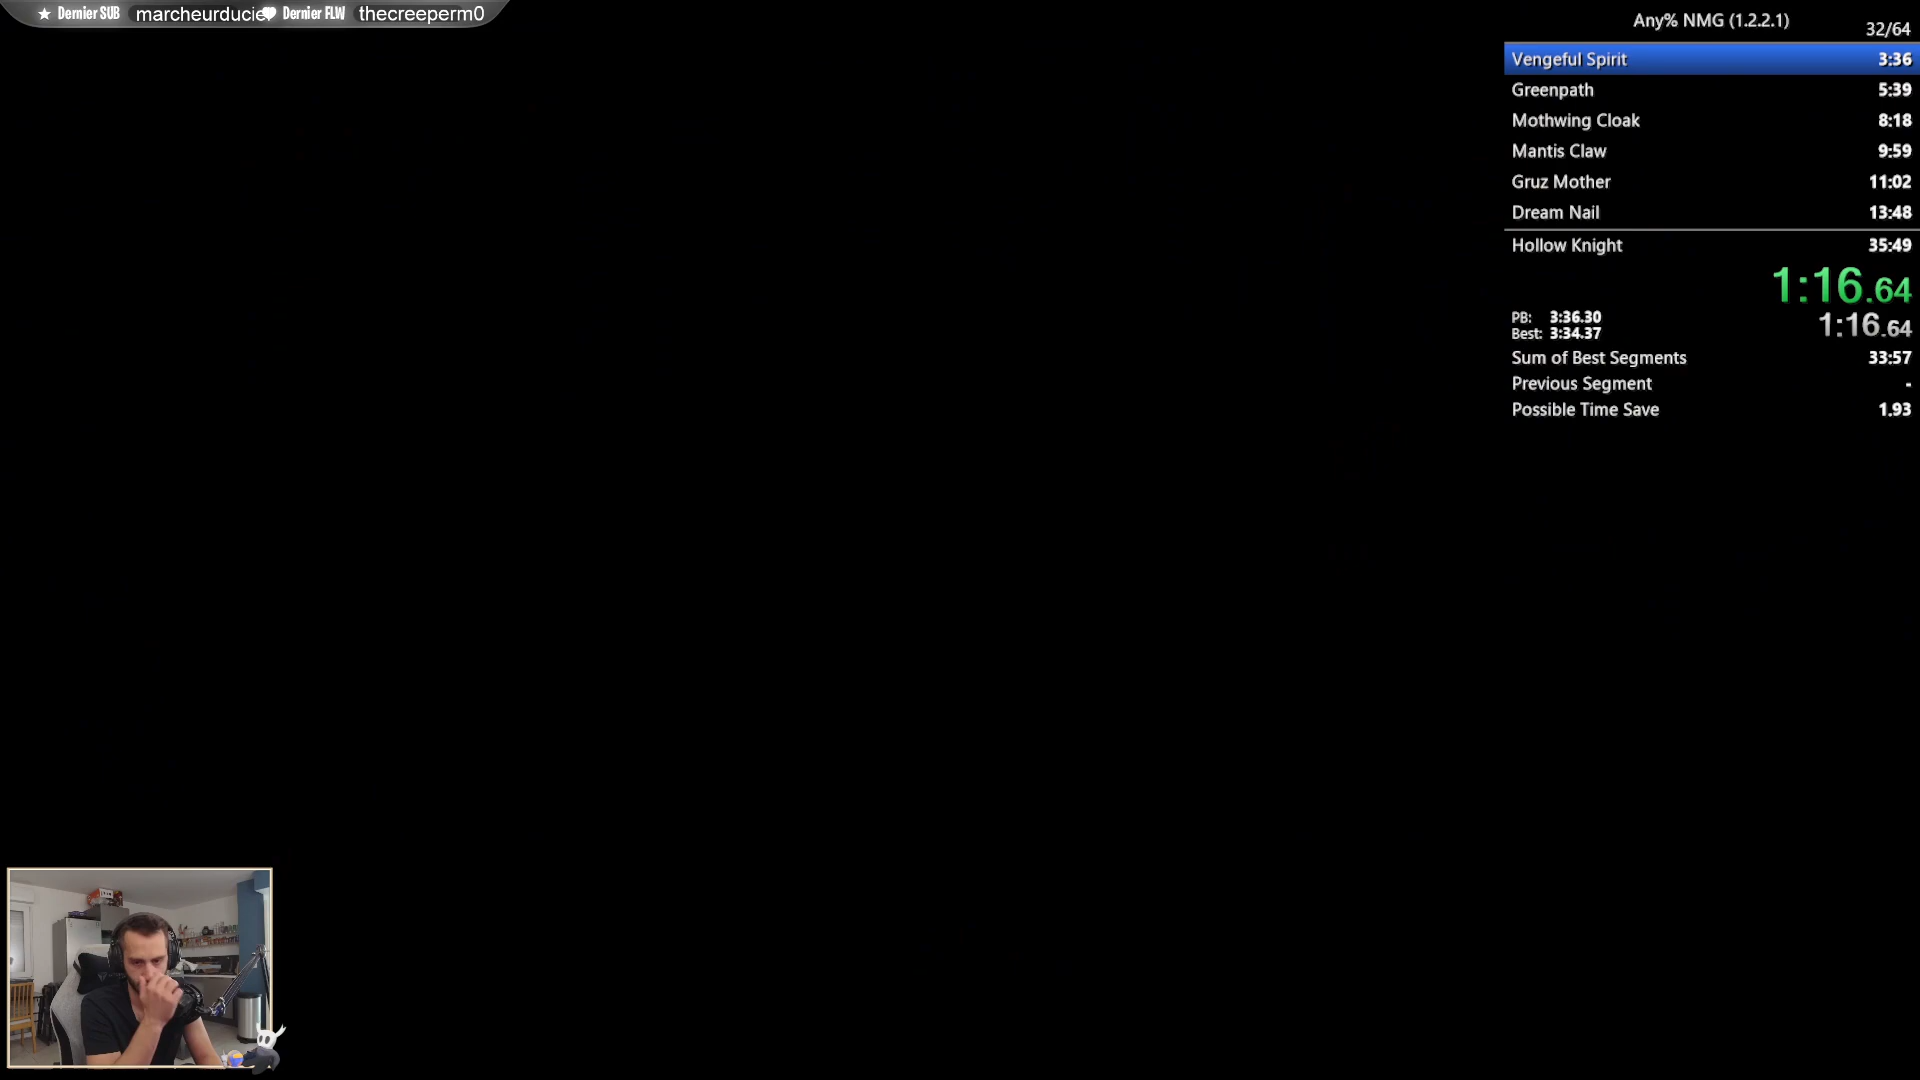 ★ Dernier SUB marcheurducie Dernier FLW thecreeperm0
Any% NMG (1.2.2.1)
32/64
Vengeful Spirit 3:36
Greenpath 5:39
Mothwing Cloak 8:18
Mantis Claw 9:59
Gruz Mother 11:02
Dream Nail 13:48
Hollow Knight 35:49
1:16.64
PB: 3:36.30
Best: 3:34.37
1:16.64
Sum of Best Segments 33:57
Previous Segment -
Possible Time Save 1.93